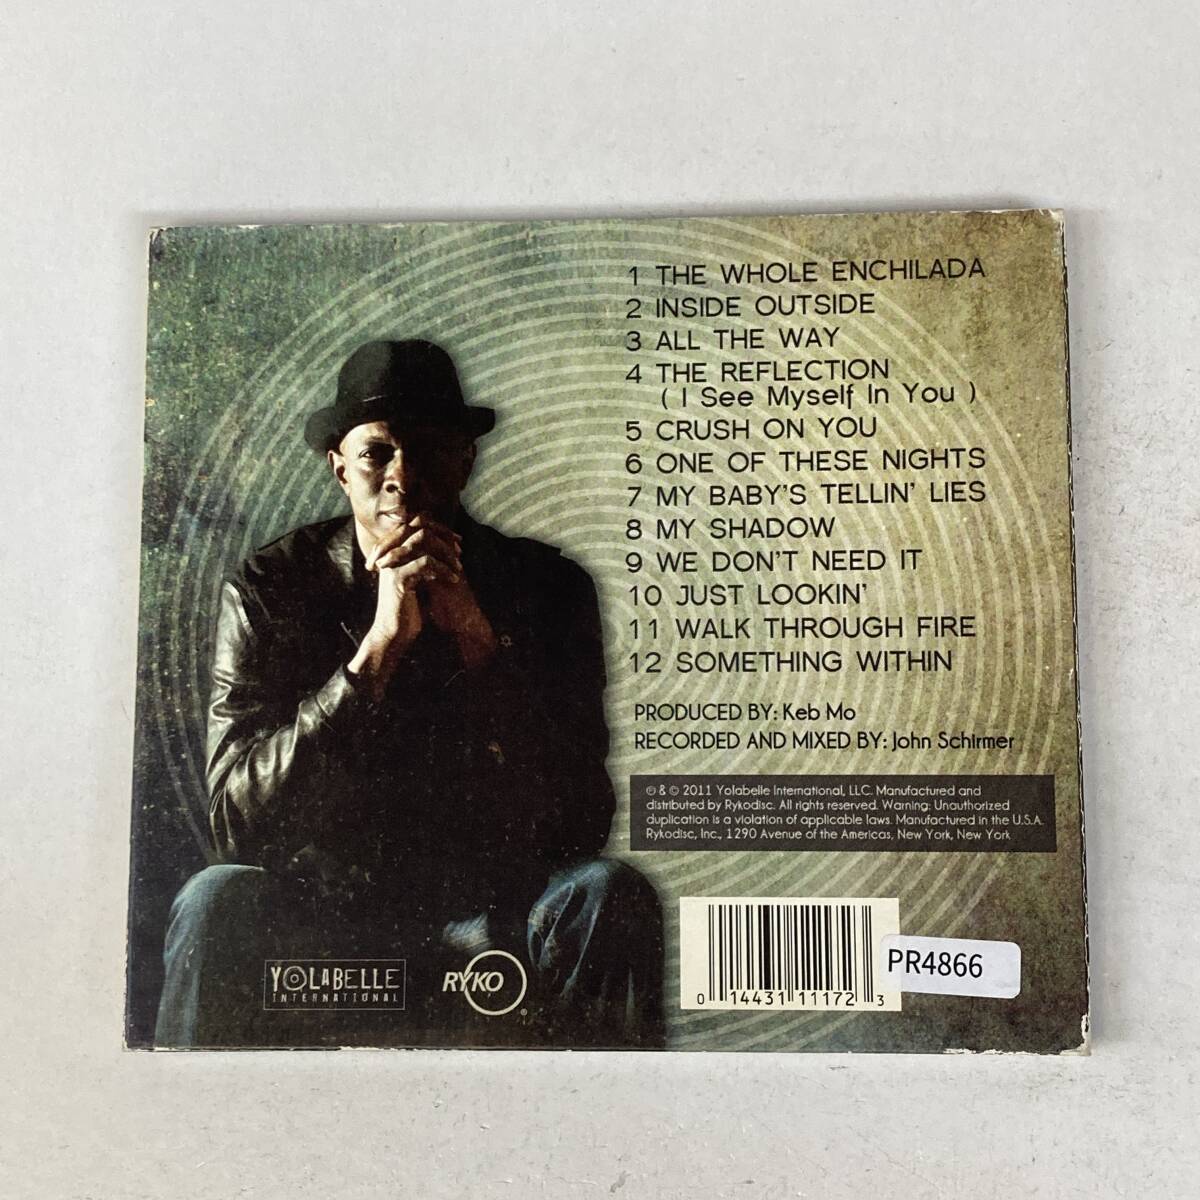 1 THE WHOLE ENCHILADA
2 INSIDE OUTSIDE
3 ALL THE WAY
4 THE REFLECTION
( I See Myself In You )
5 CRUSH ON YOU
6 ONE OF THESE NIGHTS
7 MY BABY'S TELLIN' LIES
8 MY SHADOW
9 WE DON'T NEED IT
10 JUST LOOKIN'
11 WALK THROUGH FIRE
12 SOMETHING WITHIN
PRODUCED BY: Keb Mo
RECORDED AND MIXED BY: John Schirmer
℗ & © 2011 Yolabelle International, LLC. Manufactured and
distributed by Rykodisc. All rights reserved. Warning: Unauthorized
duplication is a violation of applicable laws. Manufactured in the U.S.A.
Rykodisc, Inc., 1290 Avenue of the Americas, New York, New York
YOLABELLE
INTERNATIONAL
RYKO
0 14431 11172 3
PR4866